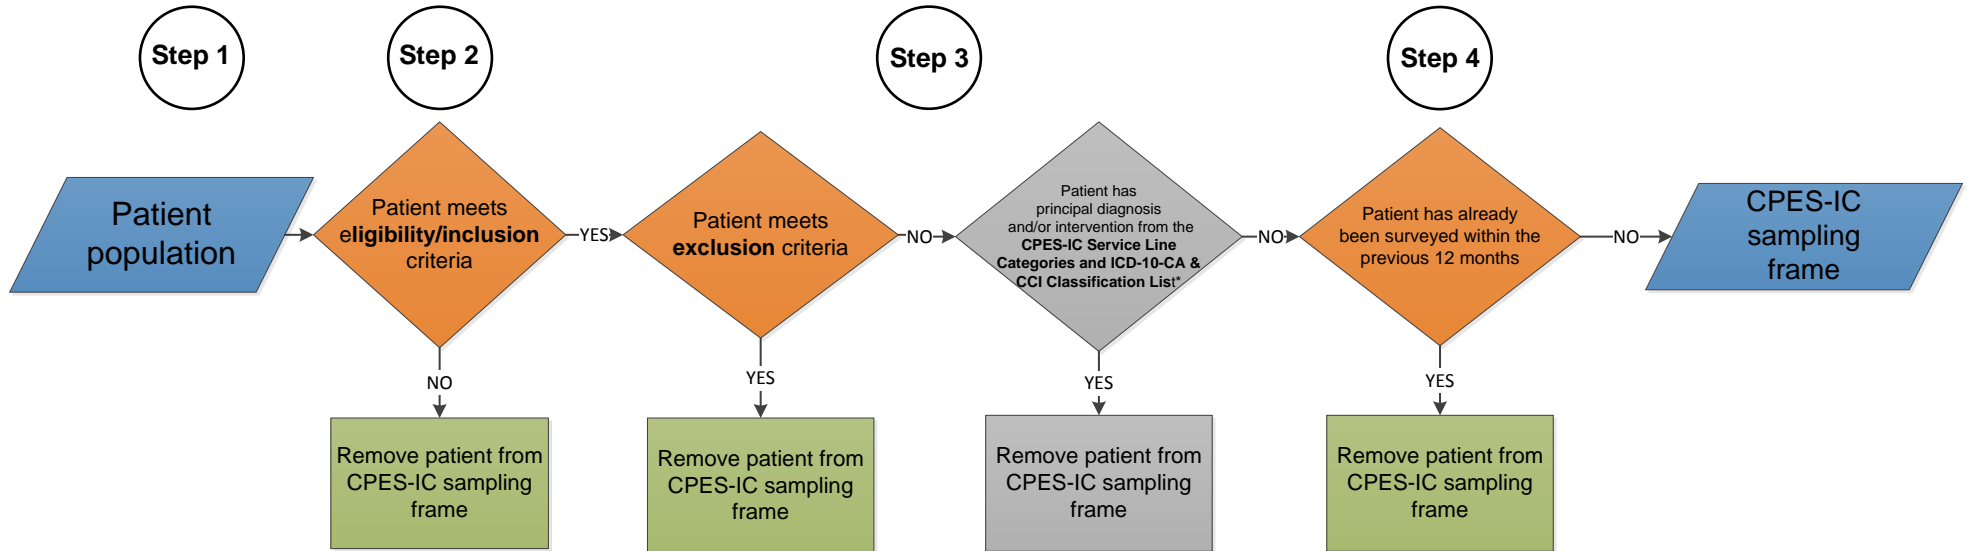 Step 1
Step 2
Step 3
Step 4
Patient
population
Patient meets
eligibility/inclusion
criteria
YES
Patient meets
exclusion criteria
NO
Patient has
principal diagnosis
and/or intervention from the
CPES-IC Service Line
Categories and ICD-10-CA &
CCI Classification List*
NO
Patient has already
been surveyed within the
previous 12 months
NO
CPES-IC
sampling
frame
NO
YES
YES
YES
Remove patient from
CPES-IC sampling
frame
Remove patient from
CPES-IC sampling
frame
Remove patient from
CPES-IC sampling
frame
Remove patient from
CPES-IC sampling
frame